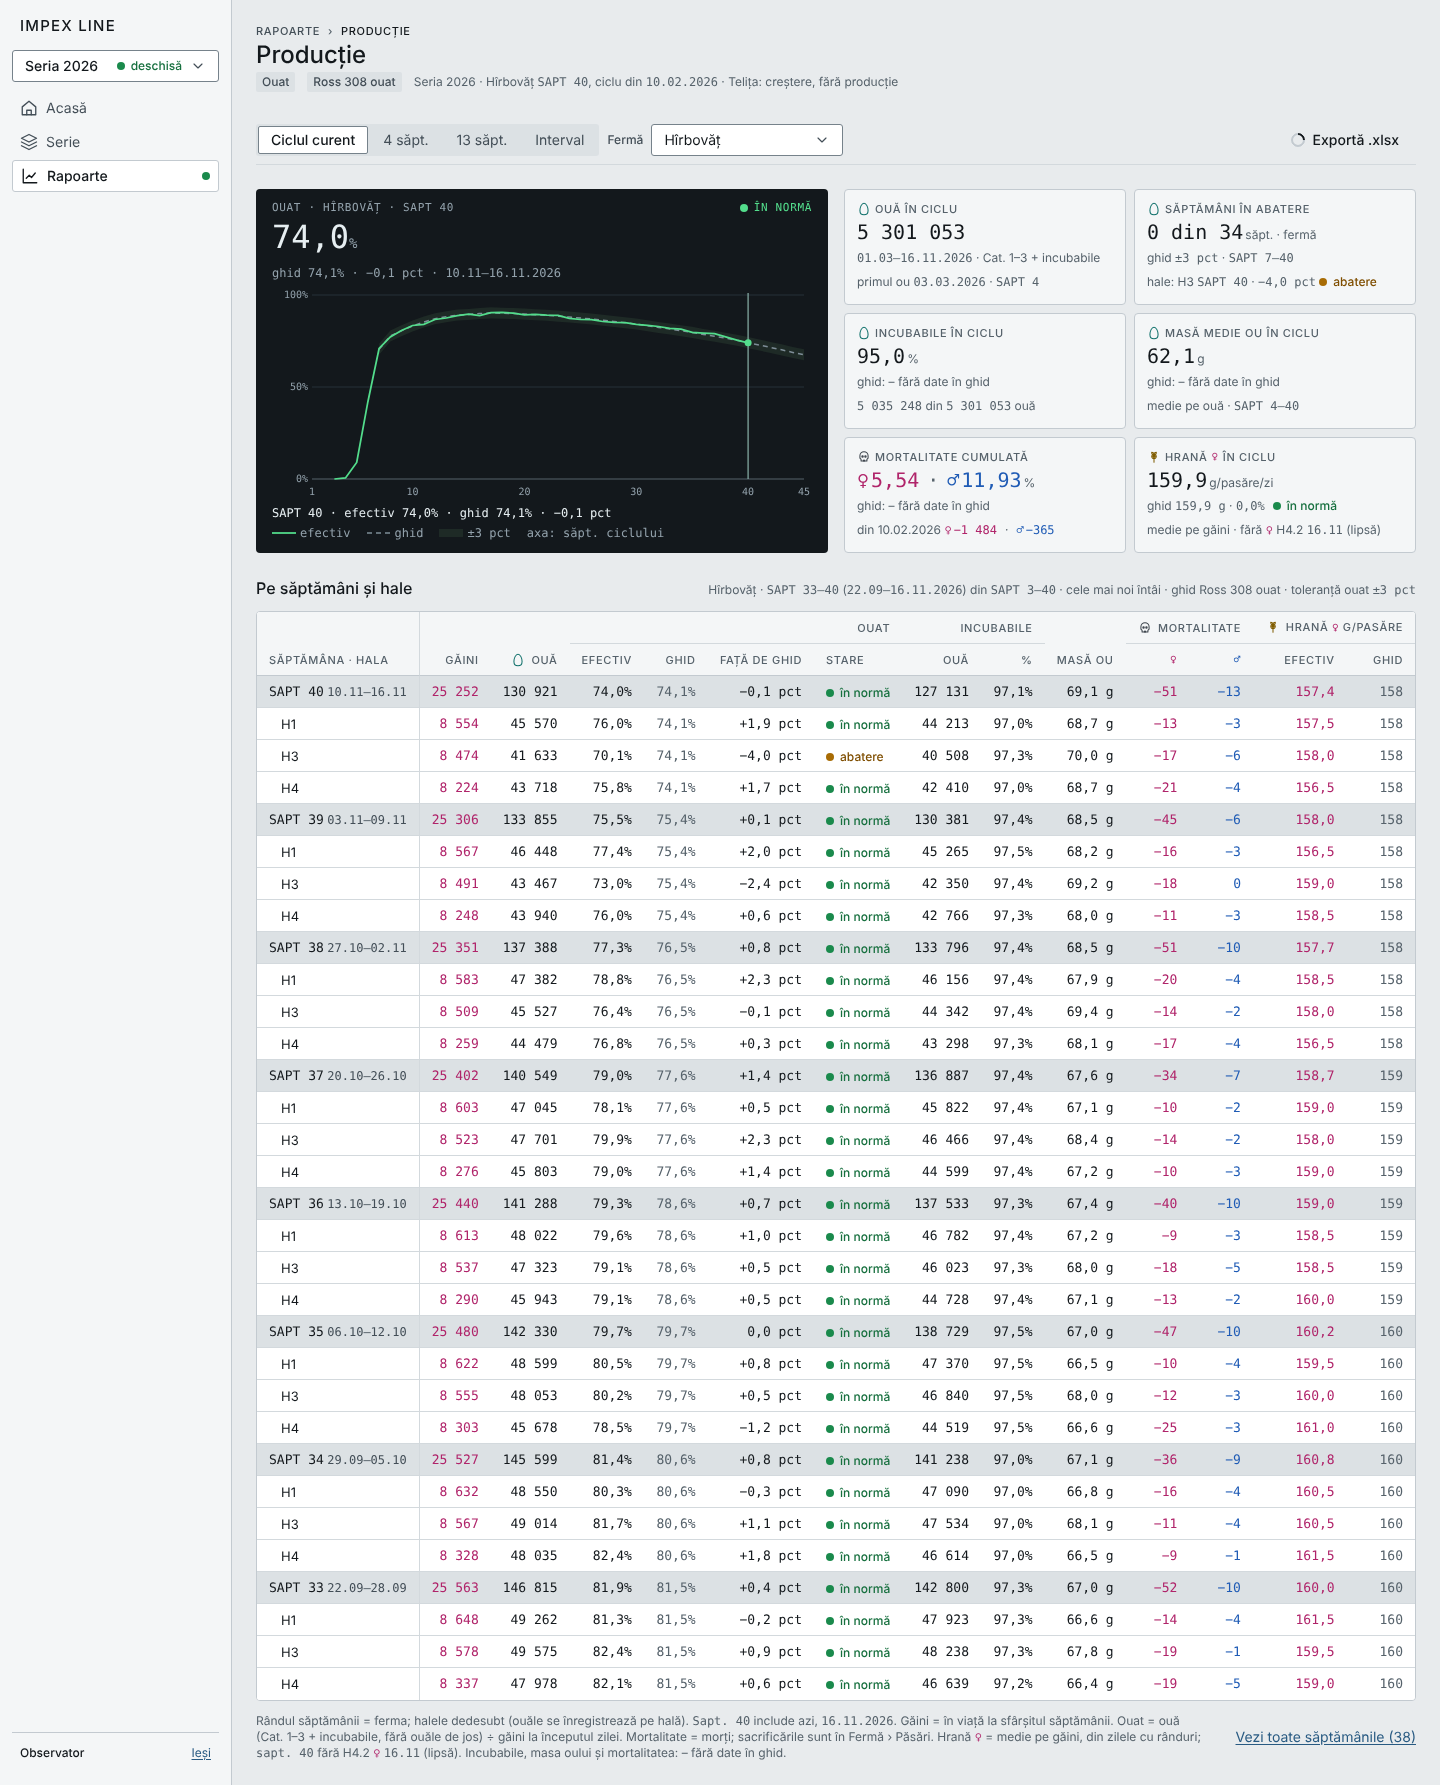 IMPEX LINE
Seria 2026 deschisă
Acasă
Serie
Rapoarte
RAPOARTE › PRODUCȚIE
Producție
Ouat Ross 308 ouat Seria 2026 · Hîrbovăț SAPT 40, ciclu din 10.02.2026 · Telița: creștere, fără producție
Ciclul curent 4 săpt. 13 săpt. Interval Fermă Hîrbovăț Exportă .xlsx
OUAT · HÎRBOVĂȚ · SAPT 40 ÎN NORMĂ
74,0%
ghid 74,1% · −0,1 pct · 10.11–16.11.2026
100%
50%
0%
1 10 20 30 40 45
SAPT 40 · efectiv 74,0% · ghid 74,1% · −0,1 pct
efectiv ghid ±3 pct axa: săpt. ciclului
OUĂ ÎN CICLU
5 301 053
01.03–16.11.2026 · Cat. 1–3 + incubabile
primul ou 03.03.2026 · SAPT 4
SĂPTĂMÂNI ÎN ABATERE
0 din 34 săpt. · fermă
ghid ±3 pct · SAPT 7–40
hale: H3 SAPT 40 · −4,0 pct abatere
INCUBABILE ÎN CICLU
95,0%
ghid: – fără date în ghid
5 035 248 din 5 301 053 ouă
MASĂ MEDIE OU ÎN CICLU
62,1g
ghid: – fără date în ghid
medie pe ouă · SAPT 4–40
MORTALITATE CUMULATĂ
♀5,54 · ♂11,93%
ghid: – fără date în ghid
din 10.02.2026 ♀−1 484 · ♂−365
HRANĂ ♀ ÎN CICLU
159,9g/pasăre/zi
ghid 159,9 g · 0,0% în normă
medie pe găini · fără ♀ H4.2 16.11 (lipsă)
Pe săptămâni și hale
Hîrbovăț · SAPT 33–40 (22.09–16.11.2026) din SAPT 3–40 · cele mai noi întâi · ghid Ross 308 ouat · toleranță ouat ±3 pct
OUAT INCUBABILE MORTALITATE HRANĂ ♀ G/PASĂRE
SĂPTĂMÂNA · HALA GĂINI OUĂ EFECTIV GHID FAȚĂ DE GHID STARE OUĂ % MASĂ OU ♀ ♂ EFECTIV GHID
SAPT 40 10.11–16.11 25 252 130 921 74,0% 74,1% −0,1 pct în normă 127 131 97,1% 69,1 g −51 −13 157,4 158
H1 8 554 45 570 76,0% 74,1% +1,9 pct în normă 44 213 97,0% 68,7 g −13 −3 157,5 158
H3 8 474 41 633 70,1% 74,1% −4,0 pct abatere 40 508 97,3% 70,0 g −17 −6 158,0 158
H4 8 224 43 718 75,8% 74,1% +1,7 pct în normă 42 410 97,0% 68,7 g −21 −4 156,5 158
SAPT 39 03.11–09.11 25 306 133 855 75,5% 75,4% +0,1 pct în normă 130 381 97,4% 68,5 g −45 −6 158,0 158
H1 8 567 46 448 77,4% 75,4% +2,0 pct în normă 45 265 97,5% 68,2 g −16 −3 156,5 158
H3 8 491 43 467 73,0% 75,4% −2,4 pct în normă 42 350 97,4% 69,2 g −18 0 159,0 158
H4 8 248 43 940 76,0% 75,4% +0,6 pct în normă 42 766 97,3% 68,0 g −11 −3 158,5 158
SAPT 38 27.10–02.11 25 351 137 388 77,3% 76,5% +0,8 pct în normă 133 796 97,4% 68,5 g −51 −10 157,7 158
H1 8 583 47 382 78,8% 76,5% +2,3 pct în normă 46 156 97,4% 67,9 g −20 −4 158,5 158
H3 8 509 45 527 76,4% 76,5% −0,1 pct în normă 44 342 97,4% 69,4 g −14 −2 158,0 158
H4 8 259 44 479 76,8% 76,5% +0,3 pct în normă 43 298 97,3% 68,1 g −17 −4 156,5 158
SAPT 37 20.10–26.10 25 402 140 549 79,0% 77,6% +1,4 pct în normă 136 887 97,4% 67,6 g −34 −7 158,7 159
H1 8 603 47 045 78,1% 77,6% +0,5 pct în normă 45 822 97,4% 67,1 g −10 −2 159,0 159
H3 8 523 47 701 79,9% 77,6% +2,3 pct în normă 46 466 97,4% 68,4 g −14 −2 158,0 159
H4 8 276 45 803 79,0% 77,6% +1,4 pct în normă 44 599 97,4% 67,2 g −10 −3 159,0 159
SAPT 36 13.10–19.10 25 440 141 288 79,3% 78,6% +0,7 pct în normă 137 533 97,3% 67,4 g −40 −10 159,0 159
H1 8 613 48 022 79,6% 78,6% +1,0 pct în normă 46 782 97,4% 67,2 g −9 −3 158,5 159
H3 8 537 47 323 79,1% 78,6% +0,5 pct în normă 46 023 97,3% 68,0 g −18 −5 158,5 159
H4 8 290 45 943 79,1% 78,6% +0,5 pct în normă 44 728 97,4% 67,1 g −13 −2 160,0 159
SAPT 35 06.10–12.10 25 480 142 330 79,7% 79,7% 0,0 pct în normă 138 729 97,5% 67,0 g −47 −10 160,2 160
H1 8 622 48 599 80,5% 79,7% +0,8 pct în normă 47 370 97,5% 66,5 g −10 −4 159,5 160
H3 8 555 48 053 80,2% 79,7% +0,5 pct în normă 46 840 97,5% 68,0 g −12 −3 160,0 160
H4 8 303 45 678 78,5% 79,7% −1,2 pct în normă 44 519 97,5% 66,6 g −25 −3 161,0 160
SAPT 34 29.09–05.10 25 527 145 599 81,4% 80,6% +0,8 pct în normă 141 238 97,0% 67,1 g −36 −9 160,8 160
H1 8 632 48 550 80,3% 80,6% −0,3 pct în normă 47 090 97,0% 66,8 g −16 −4 160,5 160
H3 8 567 49 014 81,7% 80,6% +1,1 pct în normă 47 534 97,0% 68,1 g −11 −4 160,5 160
H4 8 328 48 035 82,4% 80,6% +1,8 pct în normă 46 614 97,0% 66,5 g −9 −1 161,5 160
SAPT 33 22.09–28.09 25 563 146 815 81,9% 81,5% +0,4 pct în normă 142 800 97,3% 67,0 g −52 −10 160,0 160
H1 8 648 49 262 81,3% 81,5% −0,2 pct în normă 47 923 97,3% 66,6 g −14 −4 161,5 160
H3 8 578 49 575 82,4% 81,5% +0,9 pct în normă 48 238 97,3% 67,8 g −19 −1 159,5 160
H4 8 337 47 978 82,1% 81,5% +0,6 pct în normă 46 639 97,2% 66,4 g −19 −5 159,0 160
Rândul săptămânii = ferma; halele dedesubt (ouăle se înregistrează pe hală). Sapt. 40 include azi, 16.11.2026. Găini = în viață la sfârșitul săptămânii. Ouat = ouă
(Cat. 1–3 + incubabile, fără ouăle de jos) ÷ găini la începutul zilei. Mortalitate = morți; sacrificările sunt în Fermă › Păsări. Hrană ♀ = medie pe găini, din zilele cu rânduri;
sapt. 40 fără H4.2 ♀ 16.11 (lipsă). Incubabile, masa oului și mortalitatea: – fără date în ghid.
Vezi toate săptămânile (38)
Observator Ieși